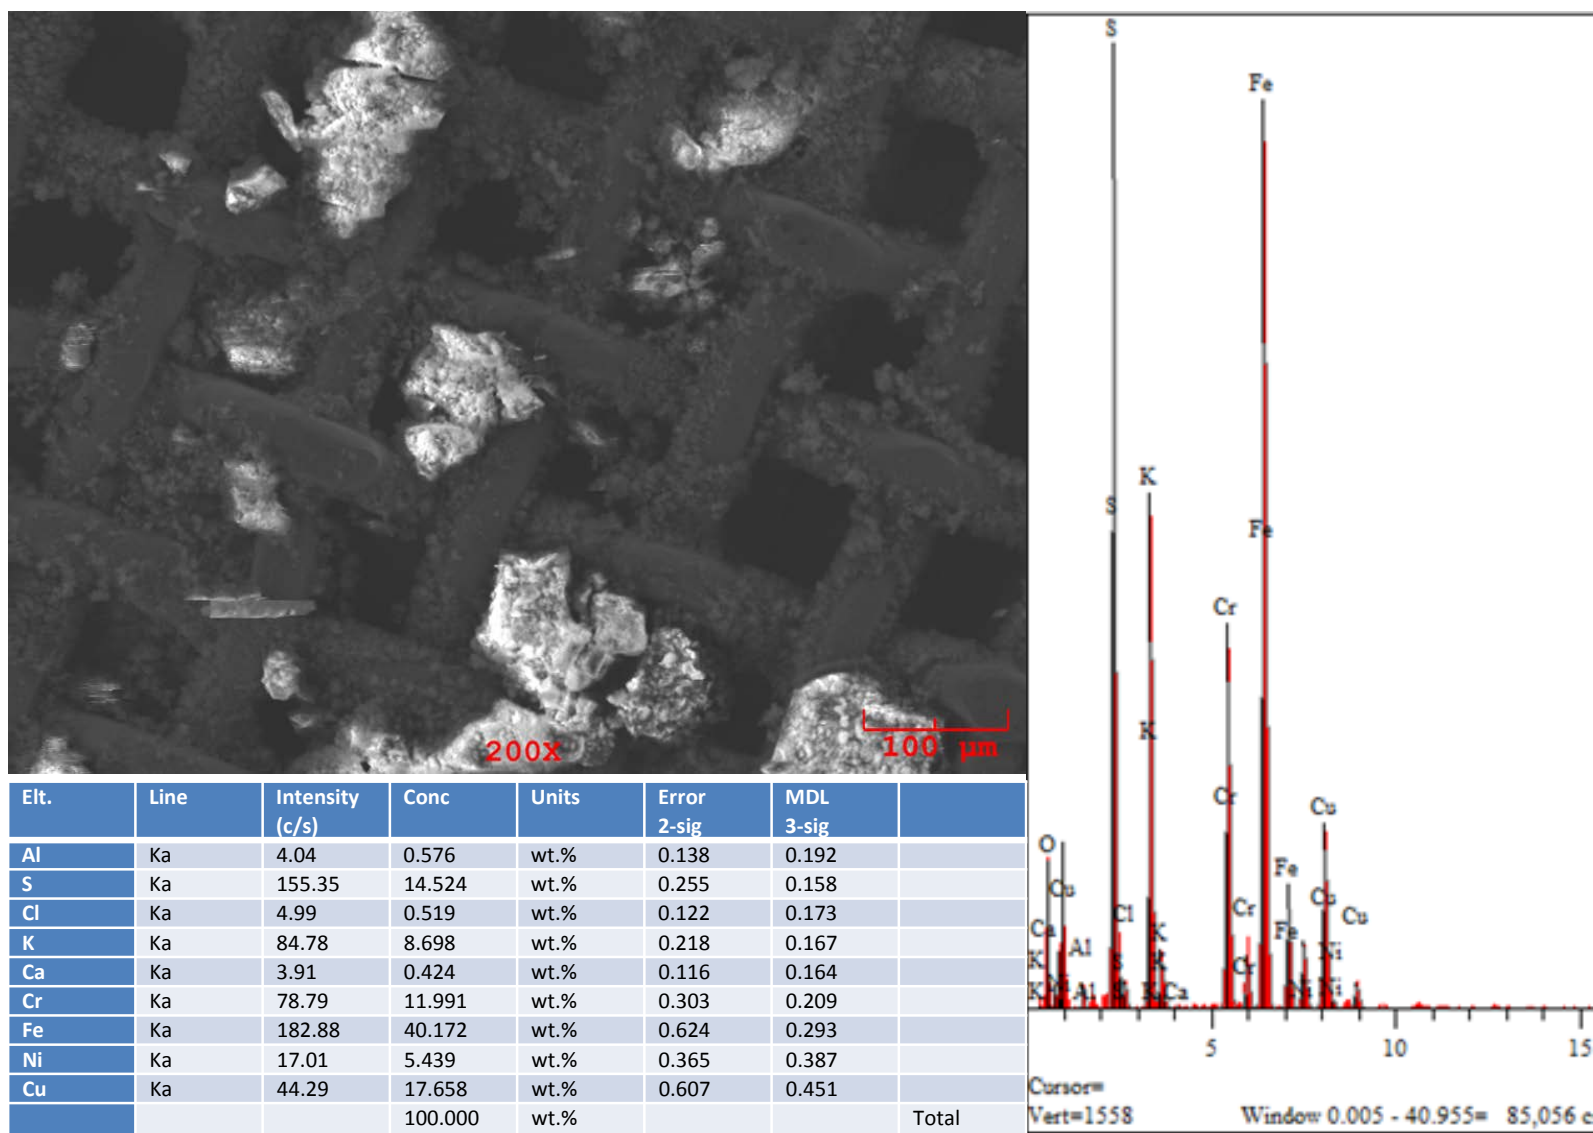 200X
100 µm
Elt. Line Intensity (c/s) Conc Units Error 2-sig MDL 3-sig
Al Ka 4.04 0.576 wt.% 0.138 0.192
S Ka 155.35 14.524 wt.% 0.255 0.158
Cl Ka 4.99 0.519 wt.% 0.122 0.173
K Ka 84.78 8.698 wt.% 0.218 0.167
Ca Ka 3.91 0.424 wt.% 0.116 0.164
Cr Ka 78.79 11.991 wt.% 0.303 0.209
Fe Ka 182.88 40.172 wt.% 0.624 0.293
Ni Ka 17.01 5.439 wt.% 0.365 0.387
Cu Ka 44.29 17.658 wt.% 0.607 0.451
100.000 wt.% Total
S
Fe
K
S
Fe
Cr
K
Cr
Cu
O
Fe
Cu
Cu
Cu
Cl
Cr
Ca
K
Fe
Al
Ni
K
S
K
Cr
K
Al
K
Ca
Ni
Ni
5 10 15
Cursor=
Vert=1558 Window 0.005 - 40.955= 85,056 c